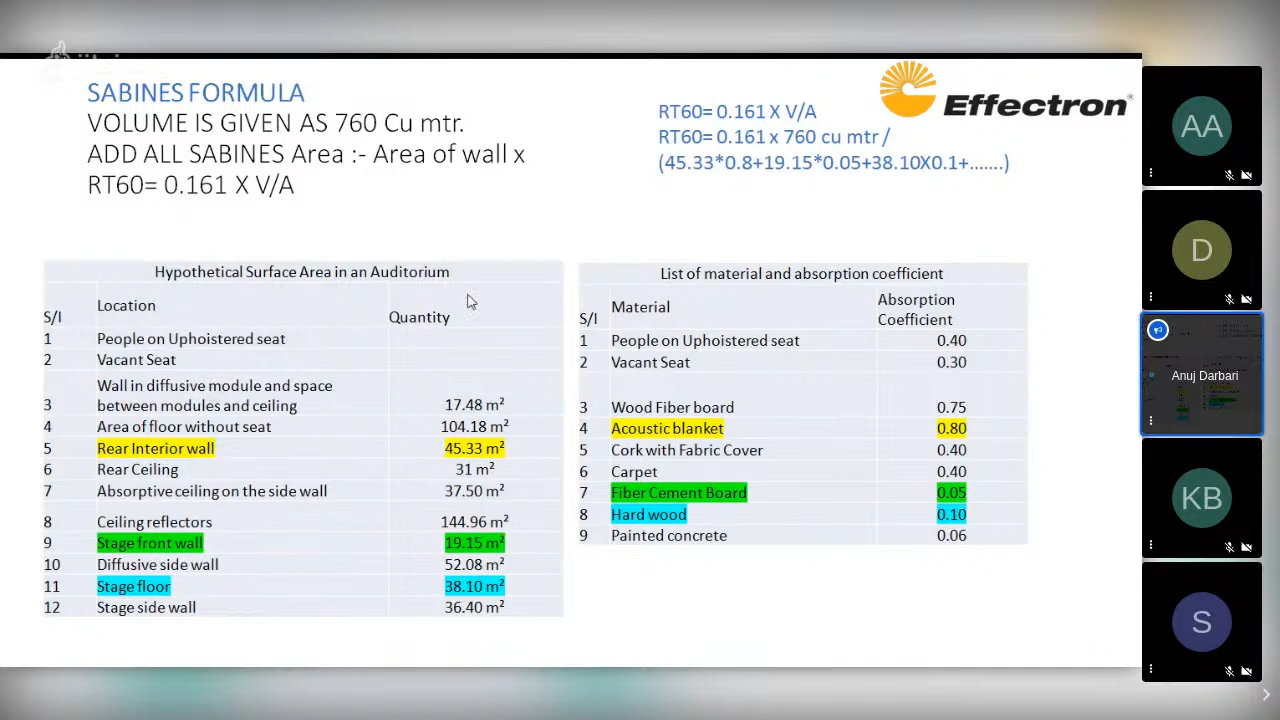 SABINES FORMULA
VOLUME IS GIVEN AS 760 Cu mtr.
ADD ALL SABINES Area :- Area of wall x
RT60= 0.161 X V/A
RT60= 0.161 X V/A
RT60= 0.161 x 760 cu mtr /
(45.33*0.8+19.15*0.05+38.10X0.1+.......)
Effectron®
Hypothetical Surface Area in an Auditorium
S/I Location Quantity
1 People on Uphoistered seat
2 Vacant Seat
Wall in diffusive module and space
3 between modules and ceiling 17.48 m²
4 Area of floor without seat 104.18 m²
5 Rear Interior wall 45.33 m²
6 Rear Ceiling 31 m²
7 Absorptive ceiling on the side wall 37.50 m²
8 Ceiling reflectors 144.96 m²
9 Stage front wall 19.15 m²
10 Diffusive side wall 52.08 m²
11 Stage floor 38.10 m²
12 Stage side wall 36.40 m²
List of material and absorption coefficient
Absorption
S/I Material Coefficient
1 People on Uphoistered seat 0.40
2 Vacant Seat 0.30
3 Wood Fiber board 0.75
4 Acoustic blanket 0.80
5 Cork with Fabric Cover 0.40
6 Carpet 0.40
7 Fiber Cement Board 0.05
8 Hard wood 0.10
9 Painted concrete 0.06
AA
D
Anuj Darbari
KB
S